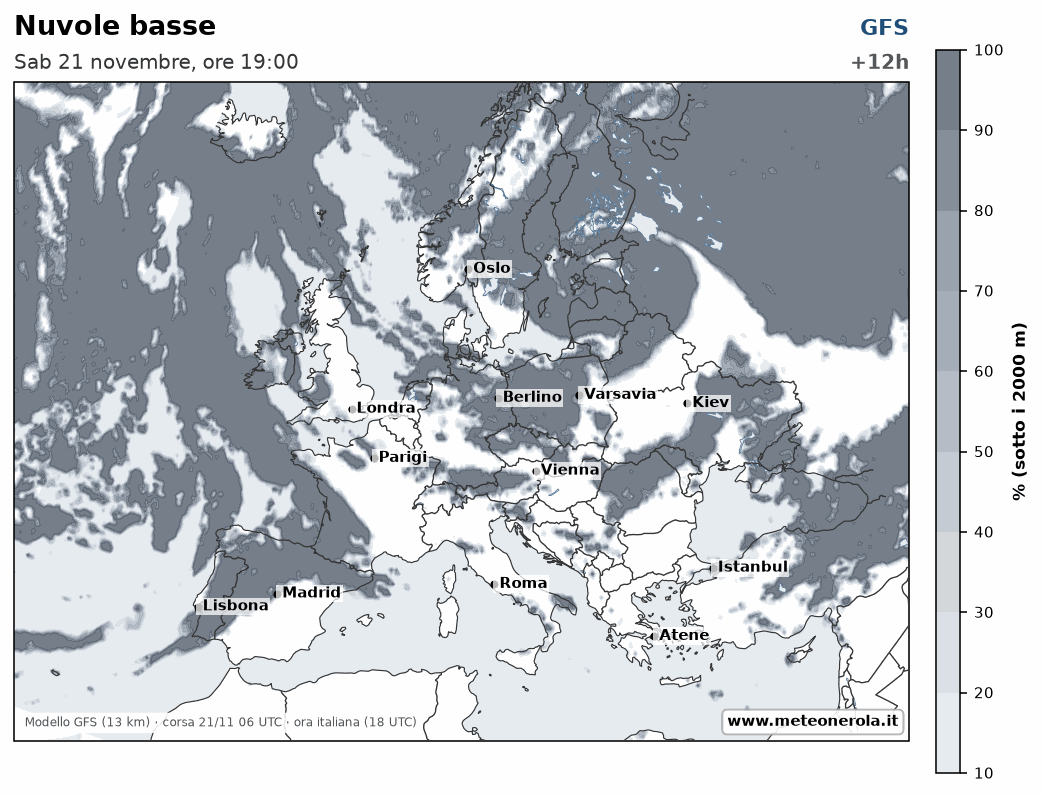 Nuvole basse
GFS
Sab 21 novembre, ore 19:00
+12h
100
90
80
70
60
50
40
30
20
10
% (sotto i 2000 m)
Oslo
Berlino
Varsavia
Kiev
Londra
Parigi
Vienna
Istanbul
Roma
Madrid
Lisbona
Atene
Modello GFS (13 km) · corsa 21/11 06 UTC · ora italiana (18 UTC)
www.meteonerola.it